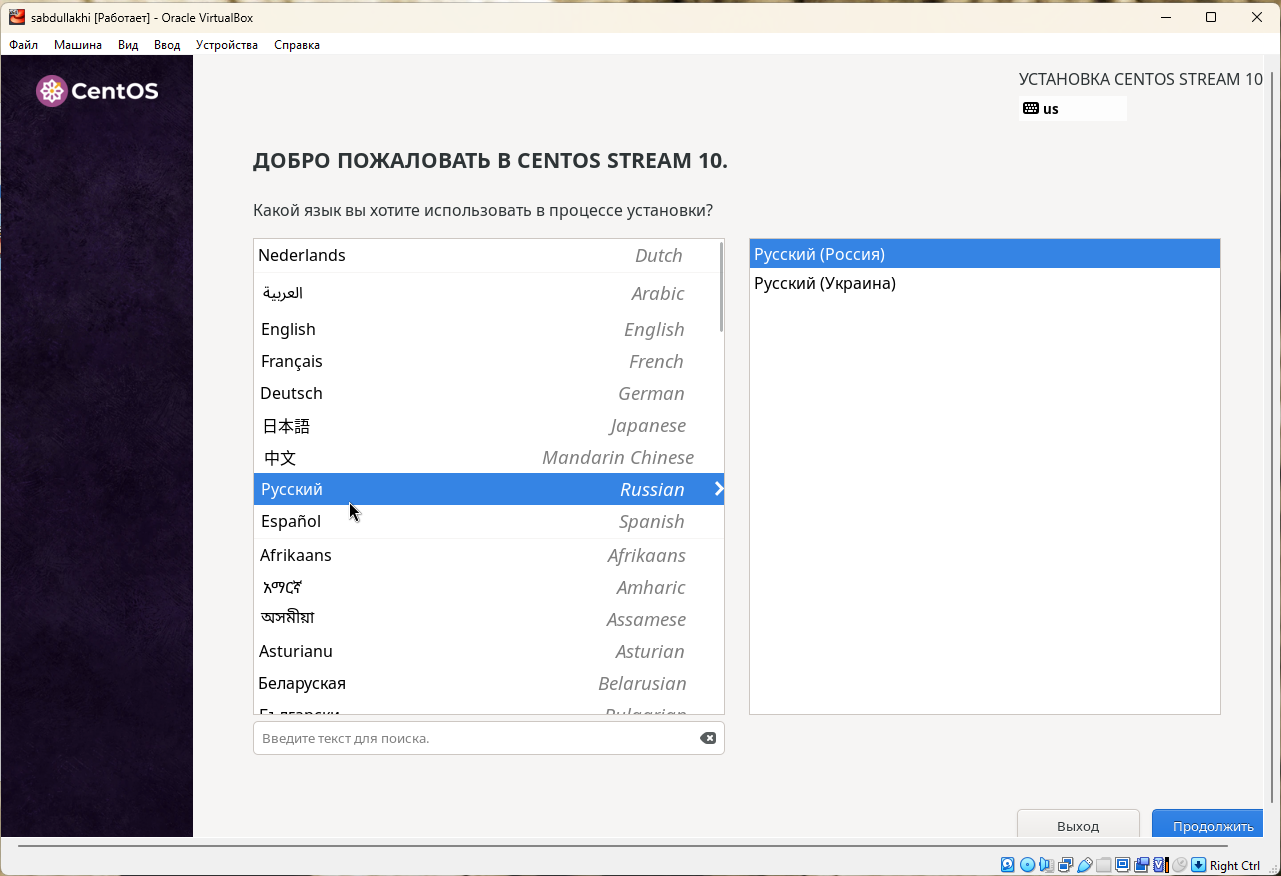 sabdullakhi [Работает] - Oracle VirtualBox
Файл Машина Вид Ввод Устройства Справка
CentOS
УСТАНОВКА CENTOS STREAM 10
us
ДОБРО ПОЖАЛОВАТЬ В CENTOS STREAM 10.
Какой язык вы хотите использовать в процессе установки?
Nederlands Dutch
العربية Arabic
English English
Français French
Deutsch German
日本語 Japanese
中文 Mandarin Chinese
Русский Russian
Español Spanish
Afrikaans Afrikaans
አማርኛ Amharic
অসমীয়া Assamese
Asturianu Asturian
Беларуская Belarusian
Български Bulgarian
Русский (Россия)
Русский (Украина)
Введите текст для поиска.
Выход
Продолжить
Right Ctrl